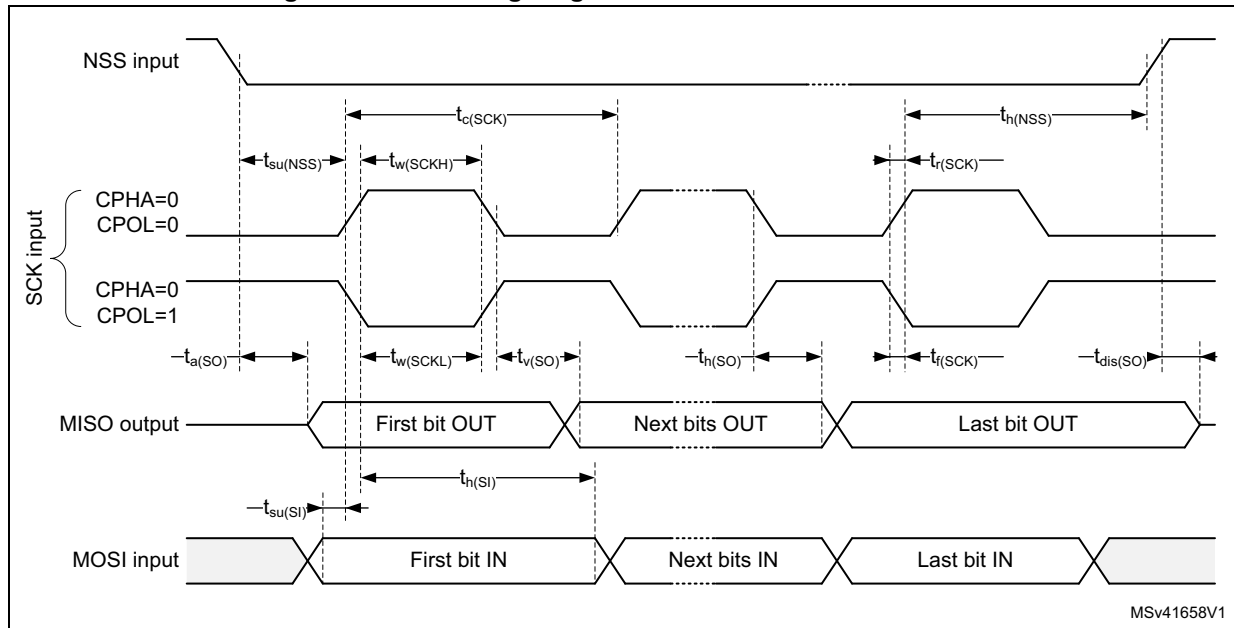 NSS input
tc(SCK)
th(NSS)
tsu(NSS)
tw(SCKH)
tr(SCK)
CPHA=0
CPOL=0
SCK input
CPHA=0
CPOL=1
ta(SO)
tw(SCKL)
tv(SO)
th(SO)
tf(SCK)
tdis(SO)
MISO output
First bit OUT
Next bits OUT
Last bit OUT
th(SI)
tsu(SI)
MOSI input
First bit IN
Next bits IN
Last bit IN
MSv41658V1